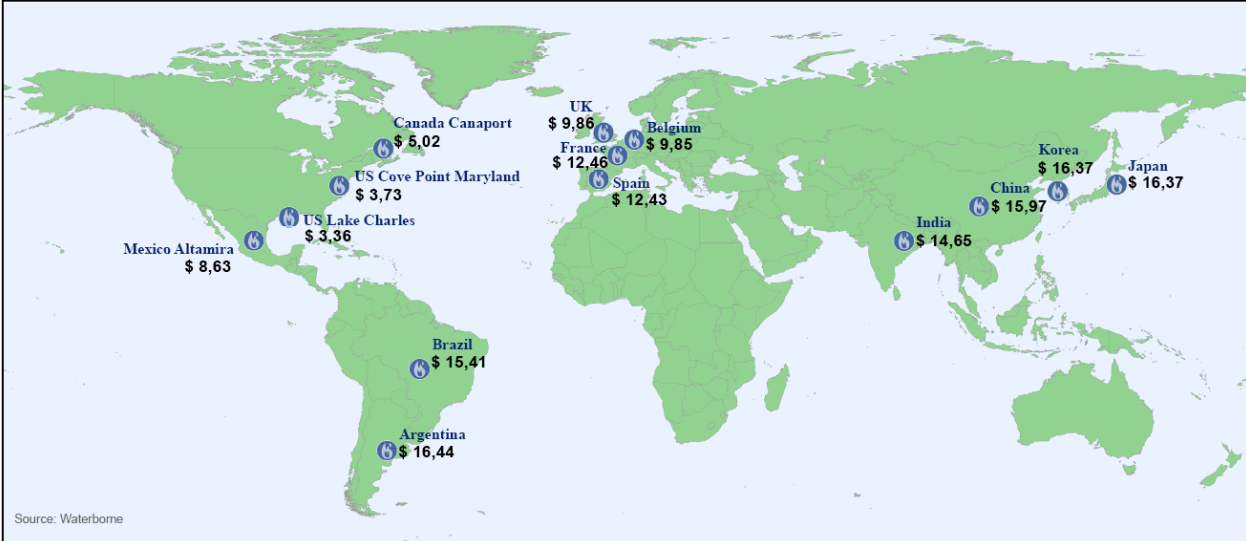 UK
$ 9,86
Canada Canaport
$ 5,02
Belgium
$ 9,85
France
$ 12,46
Korea
$ 16,37
Japan
$ 16,37
US Cove Point Maryland
$ 3,73
Spain
$ 12,43
China
$ 15,97
US Lake Charles
$ 3,36
India
$ 14,65
Mexico Altamira
$ 8,63
Brazil
$ 15,41
Argentina
$ 16,44
Source: Waterborne